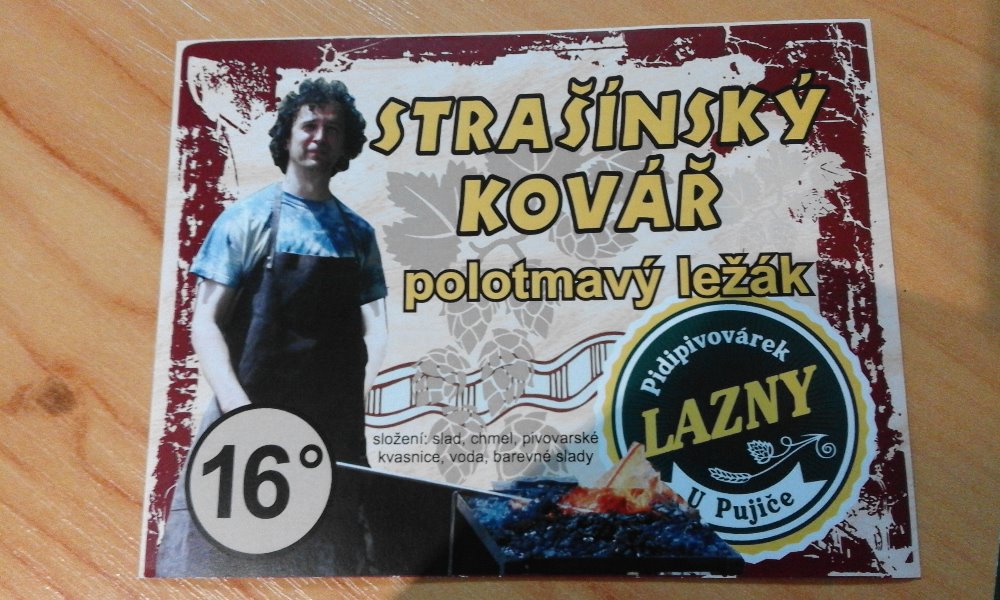 STRAŠÍNSKÝ
KOVÁŘ
polotmavý ležák
Pidipivovárek
LAZNY
U Pujiče
složení: slad, chmel, pivovarské
kvasnice, voda, barevné slady
16°